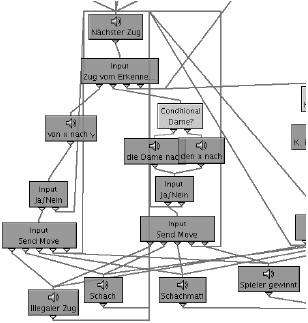 Nächster Zug
Input
Zug vom Erkenne...
Conditional
Dame?
von x nach y
die Dame nac
den x nach
Input
Ja/Nein
Input
Ja/Nein
Input
Send Move
Input
Send Move
Illegaler Zug
Schach
Schachmatt
Spieler gewinnt